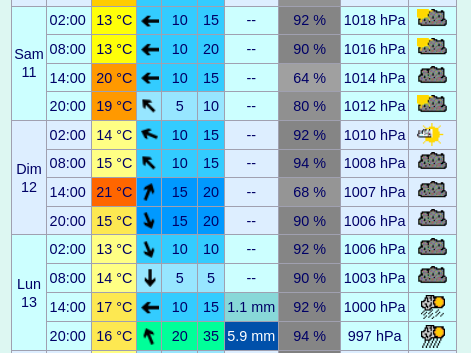 Sam 11
02:00 13 °C 10 15 -- 92 % 1018 hPa
08:00 13 °C 10 20 -- 90 % 1016 hPa
14:00 20 °C 10 15 -- 64 % 1014 hPa
20:00 19 °C 5 10 -- 80 % 1012 hPa
Dim 12
02:00 14 °C 10 15 -- 92 % 1010 hPa
08:00 15 °C 10 15 -- 94 % 1008 hPa
14:00 21 °C 15 20 -- 68 % 1007 hPa
20:00 15 °C 15 20 -- 90 % 1006 hPa
Lun 13
02:00 13 °C 10 10 -- 92 % 1006 hPa
08:00 14 °C 5 5 -- 90 % 1003 hPa
14:00 17 °C 10 15 1.1 mm 92 % 1000 hPa
20:00 16 °C 20 35 5.9 mm 94 % 997 hPa